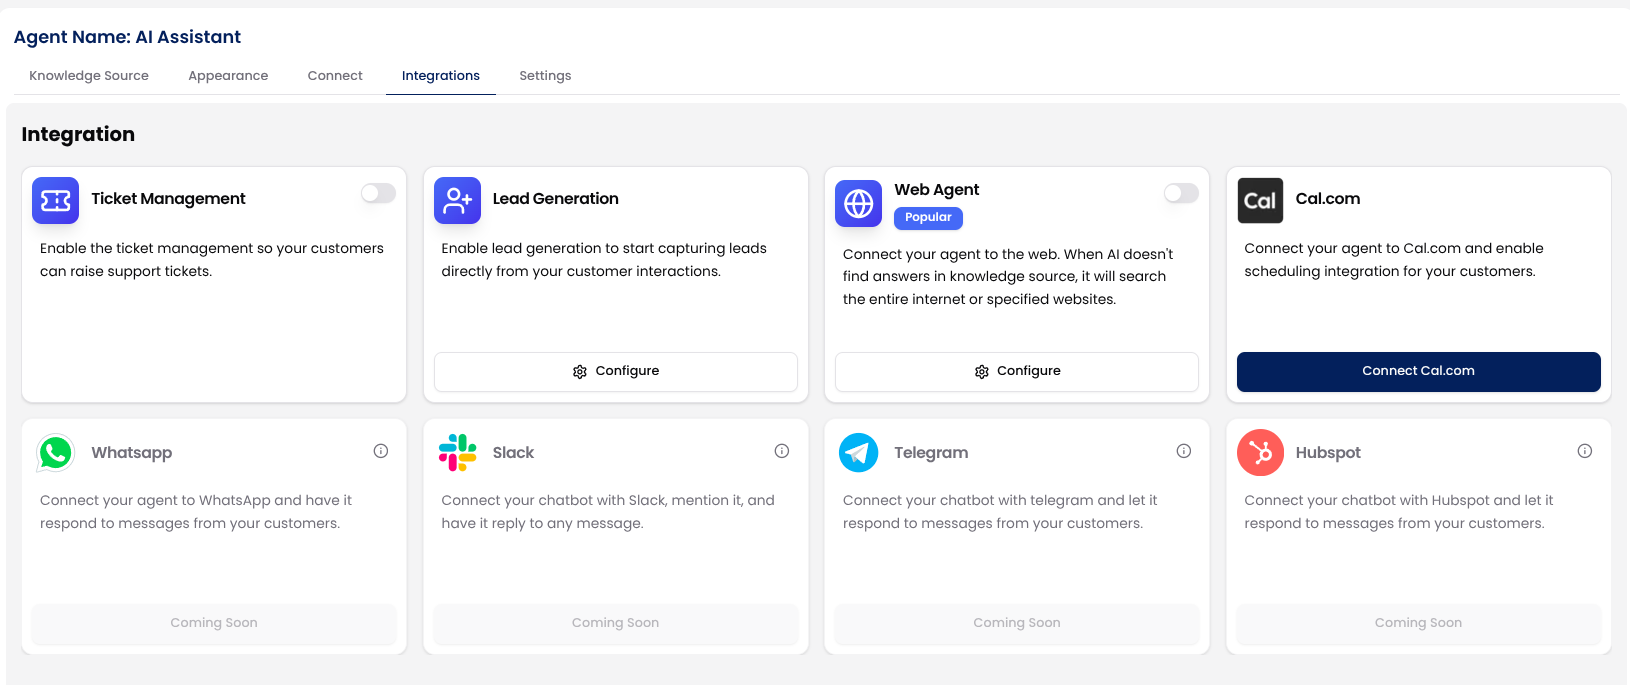 Agent Name: AI Assistant
Knowledge Source
Appearance
Connect
Integrations
Settings
Integration
Ticket Management
Enable the ticket management so your customers
can raise support tickets.
Lead Generation
Enable lead generation to start capturing leads
directly from your customer interactions.
Configure
Web Agent
Popular
Connect your agent to the web. When AI doesn't
find answers in knowledge source, it will search
the entire internet or specified websites.
Configure
Cal
Cal.com
Connect your agent to Cal.com and enable
scheduling integration for your customers.
Connect Cal.com
Whatsapp
Connect your agent to WhatsApp and have it
respond to messages from your customers.
Coming Soon
Slack
Connect your chatbot with Slack, mention it, and
have it reply to any message.
Coming Soon
Telegram
Connect your chatbot with telegram and let it
respond to messages from your customers.
Coming Soon
Hubspot
Connect your chatbot with Hubspot and let it
respond to messages from your customers.
Coming Soon